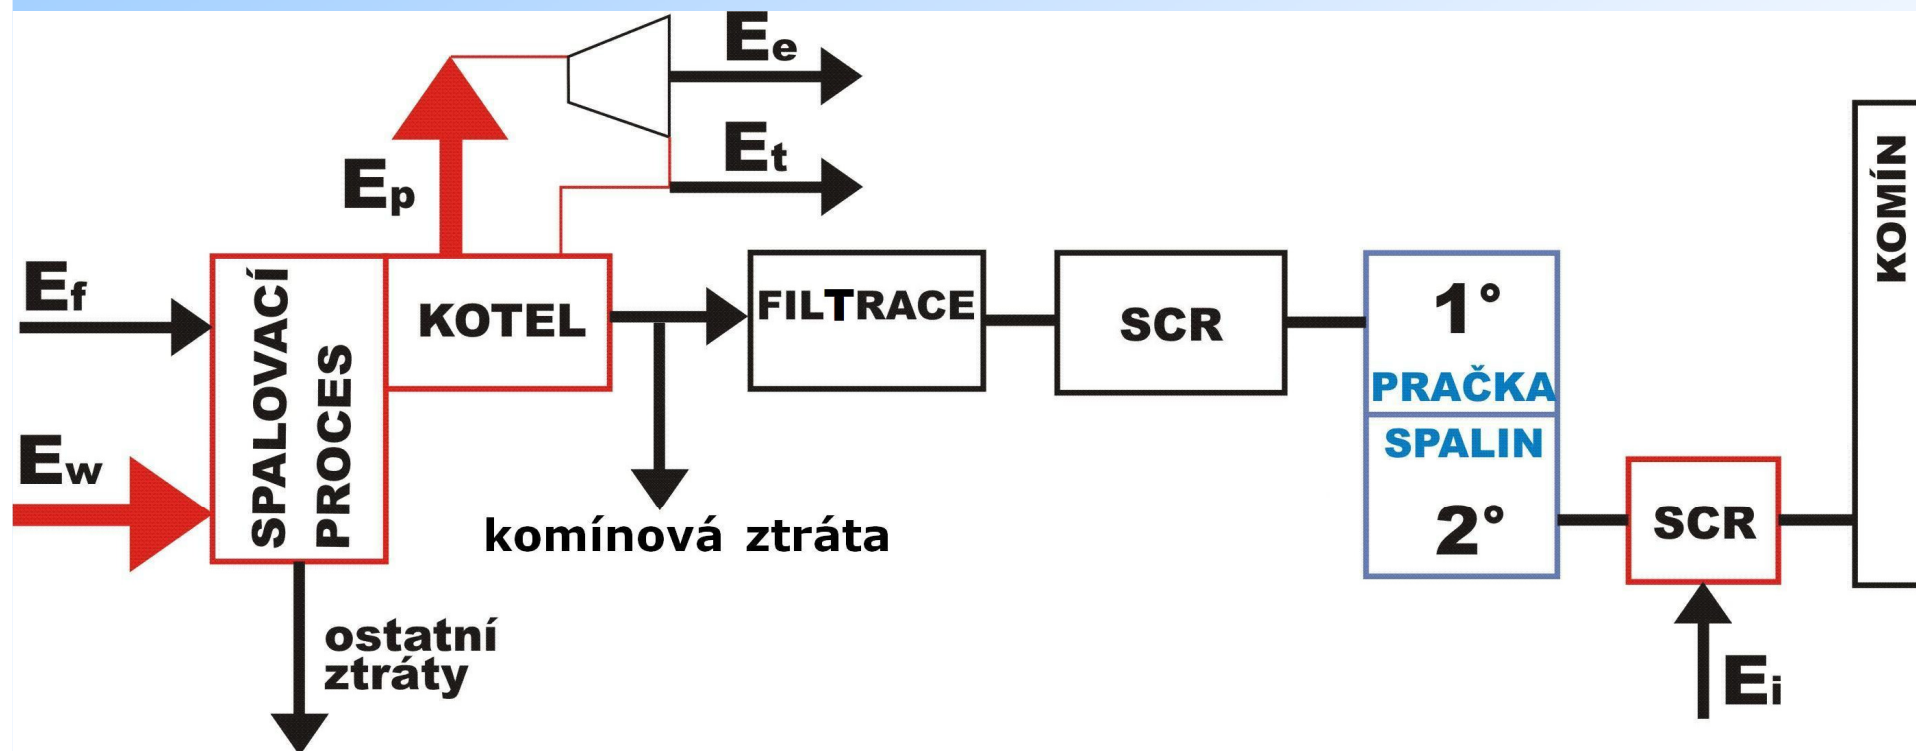 Ee
Et
Ep
Ef
Ew
SPALOVACÍ
PROCES
KOTEL
FILTRACE
SCR
1°
PRAČKA
SPALIN
2°
SCR
KOMÍN
komínová ztráta
ostatní
ztráty
Ei